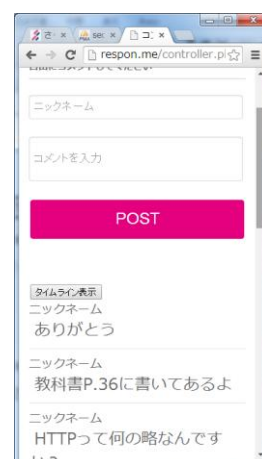 respon.me/controller.p
ニックネーム
コメントを入力
POST
タイムライン表示
ニックネーム
ありがとう
ニックネーム
教科書P.36に書いてあるよ
ニックネーム
HTTPって何の略なんです